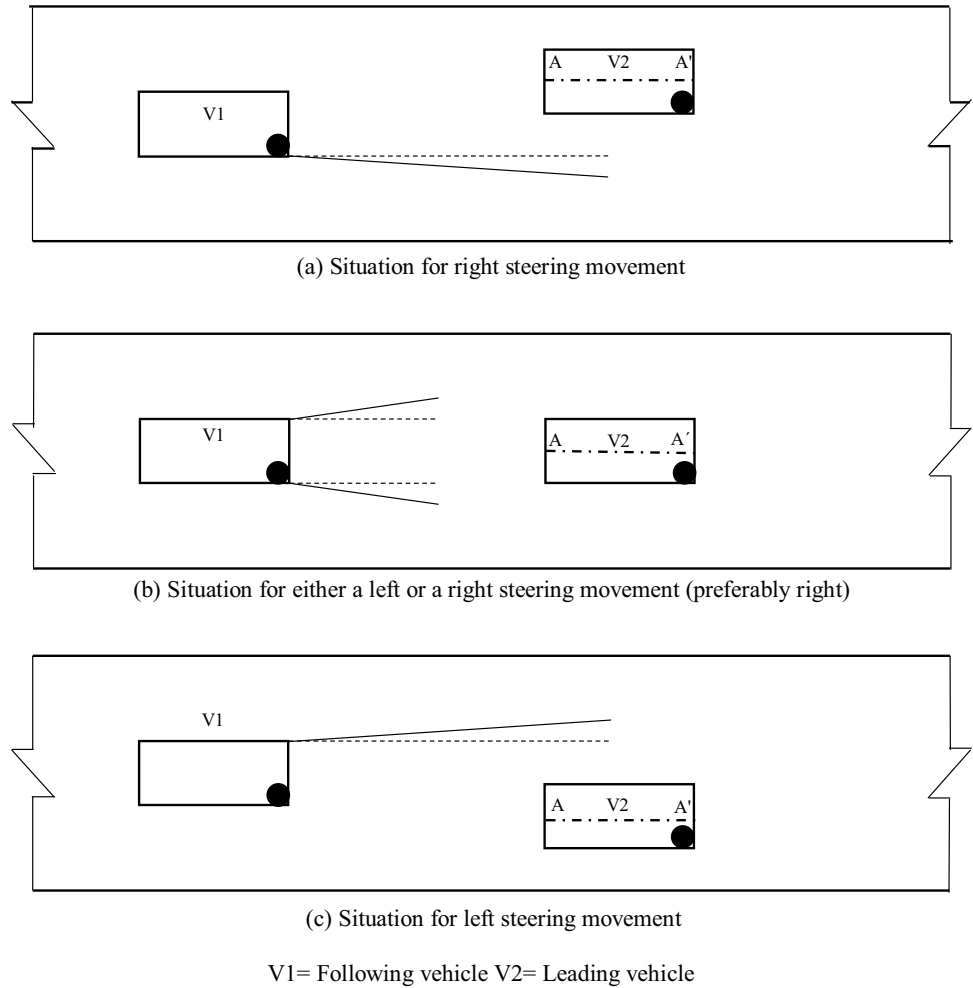 A V2 A'
V1
(a) Situation for right steering movement
V1
A V2 A´
(b) Situation for either a left or a right steering movement (preferably right)
V1
A V2 A'
(c) Situation for left steering movement
V1= Following vehicle V2= Leading vehicle